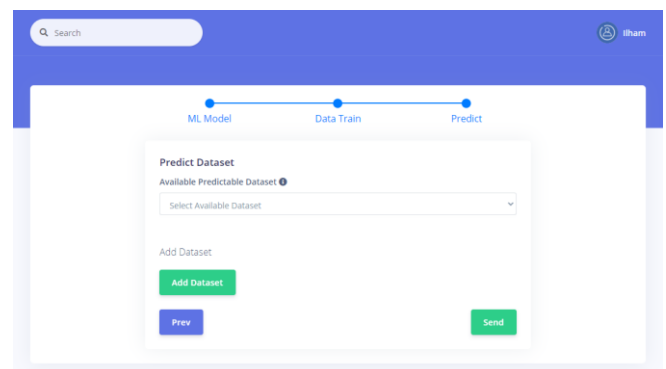 Search
Ilham
ML Model
Data Train
Predict
Predict Dataset
Available Predictable Dataset
Select Available Dataset
Add Dataset
Add Dataset
Prev
Send